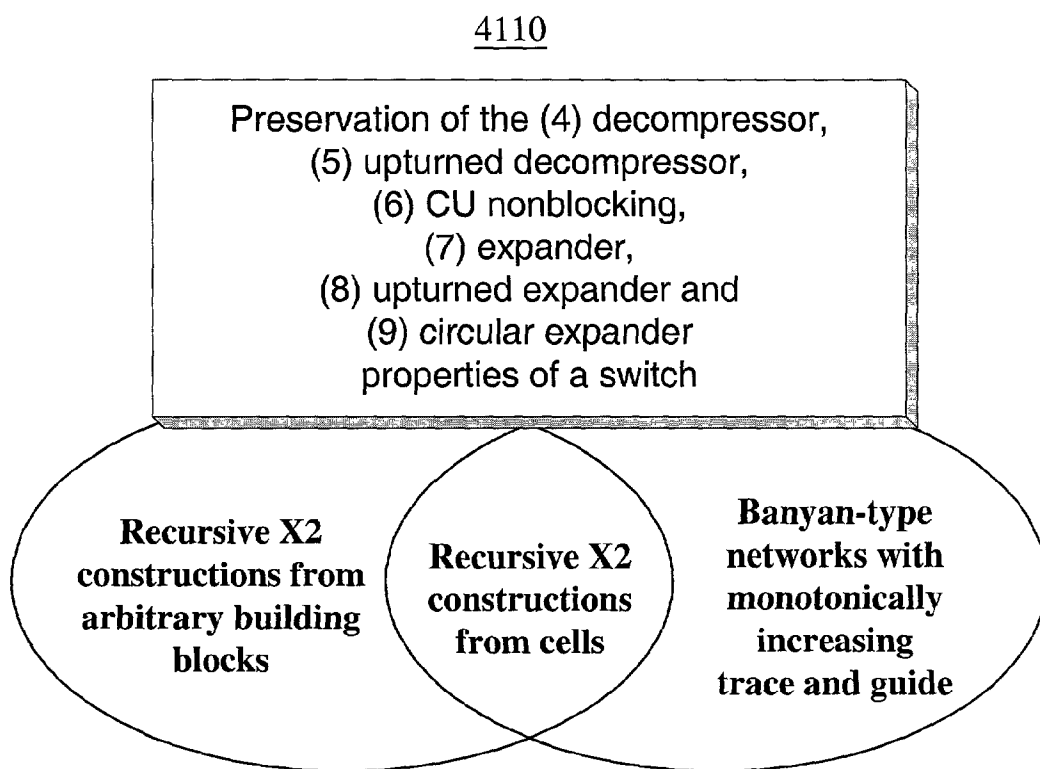 4110
Preservation of the (4) decompressor,
(5) upturned decompressor,
(6) CU nonblocking,
(7) expander,
(8) upturned expander and
(9) circular expander
properties of a switch
Recursive X2
constructions from
arbitrary building
blocks
Recursive X2
constructions
from cells
Banyan-type
networks with
monotonically
increasing
trace and guide